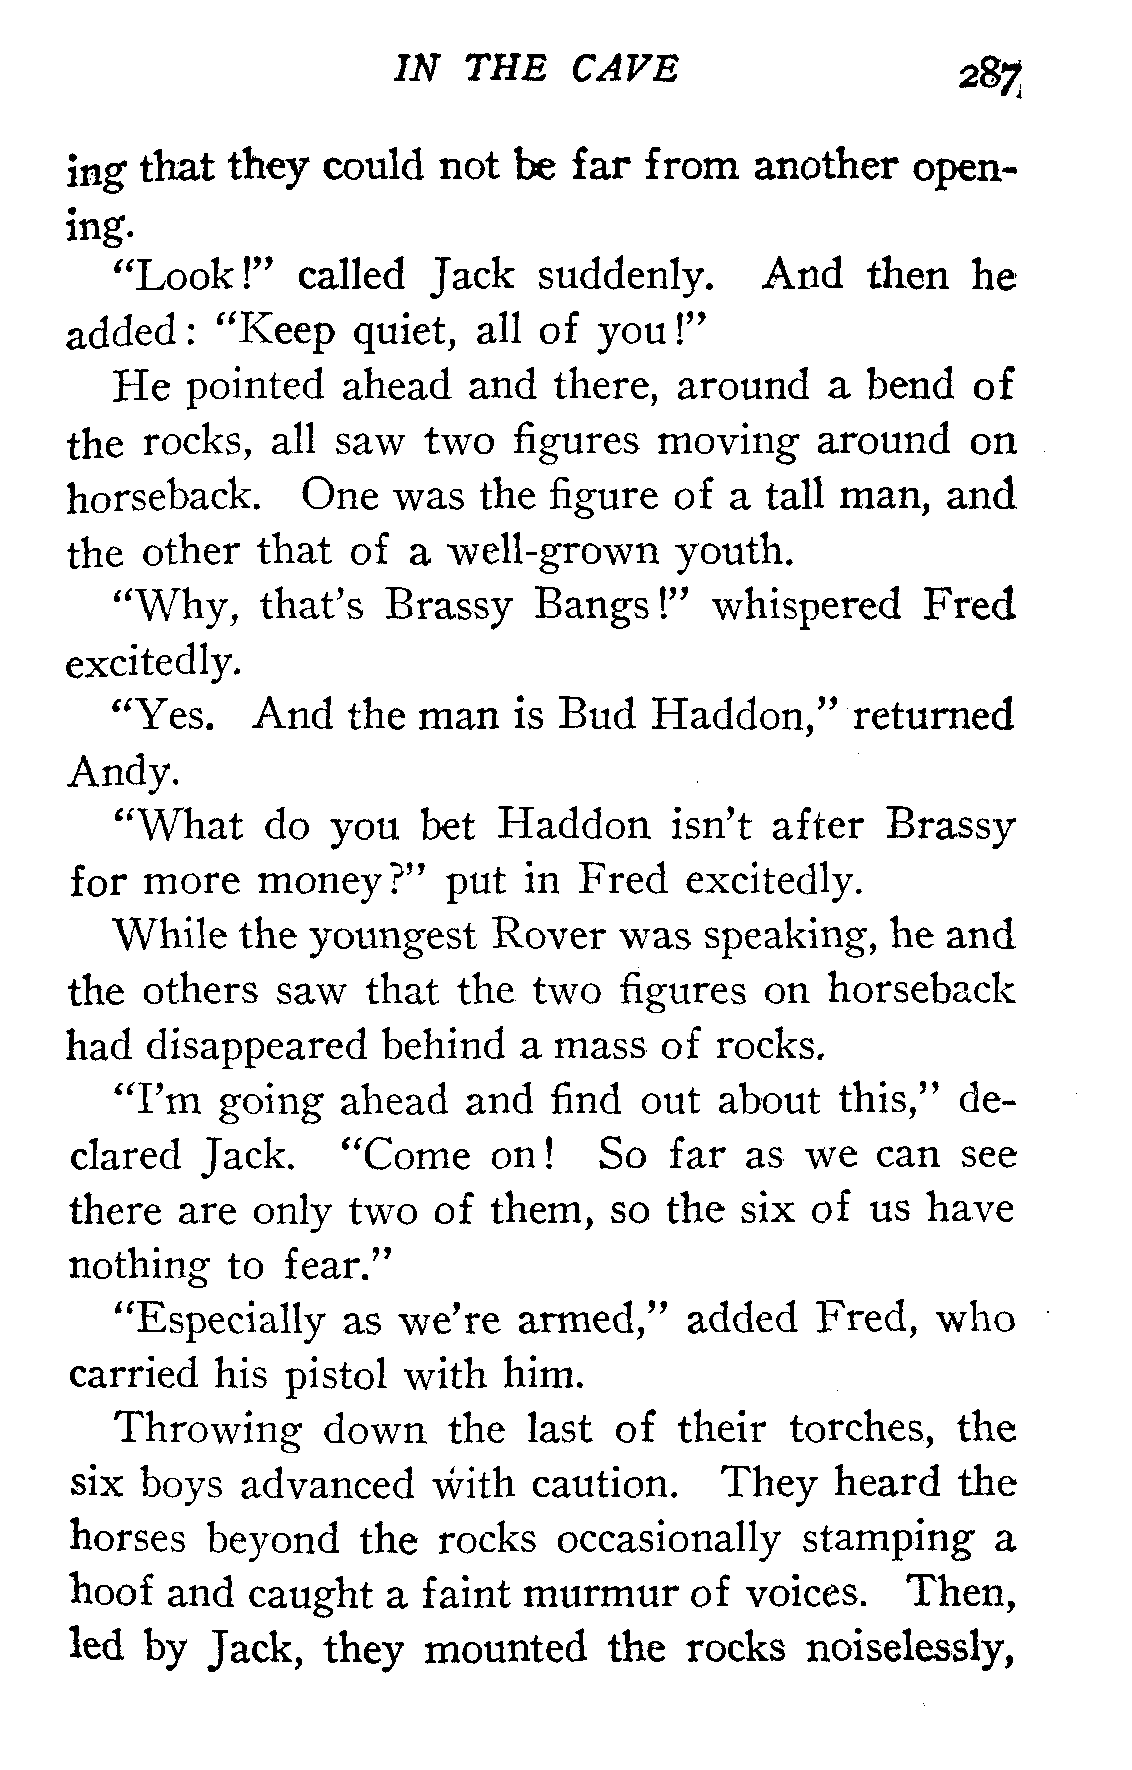 IN THE CAVE 287
ing that they could not be far from another open-
ing.
“Look!” called Jack suddenly. And then he
added: “Keep quiet, all of you!”
He pointed ahead and there, around a bend of
the rocks, all saw two figures moving around on
horseback. One was the figure of a tall man, and
the other that of a well-grown youth.
“Why, that’s Brassy Bangs!” whispered Fred
excitedly.
“Yes. And the man is Bud Haddon,” returned
Andy.
“What do you bet Haddon isn’t after Brassy
for more money?” put in Fred excitedly.
While the youngest Rover was speaking, he and
the others saw that the two figures on horseback
had disappeared behind a mass of rocks.
“I’m going ahead and find out about this,” de-
clared Jack. “Come on! So far as we can see
there are only two of them, so the six of us have
nothing to fear.”
“Especially as we’re armed,” added Fred, who
carried his pistol with him.
Throwing down the last of their torches, the
six boys advanced with caution. They heard the
horses beyond the rocks occasionally stamping a
hoof and caught a faint murmur of voices. Then,
led by Jack, they mounted the rocks noiselessly,